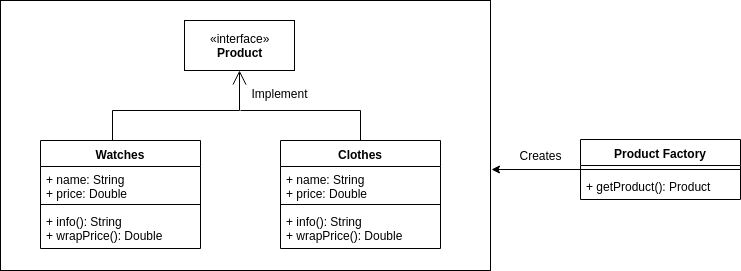 «interface»
Product
Implement
Watches
+ name: String
+ price: Double
+ info(): String
+ wrapPrice(): Double
Clothes
+ name: String
+ price: Double
+ info(): String
+ wrapPrice(): Double
Creates
Product Factory
+ getProduct(): Product